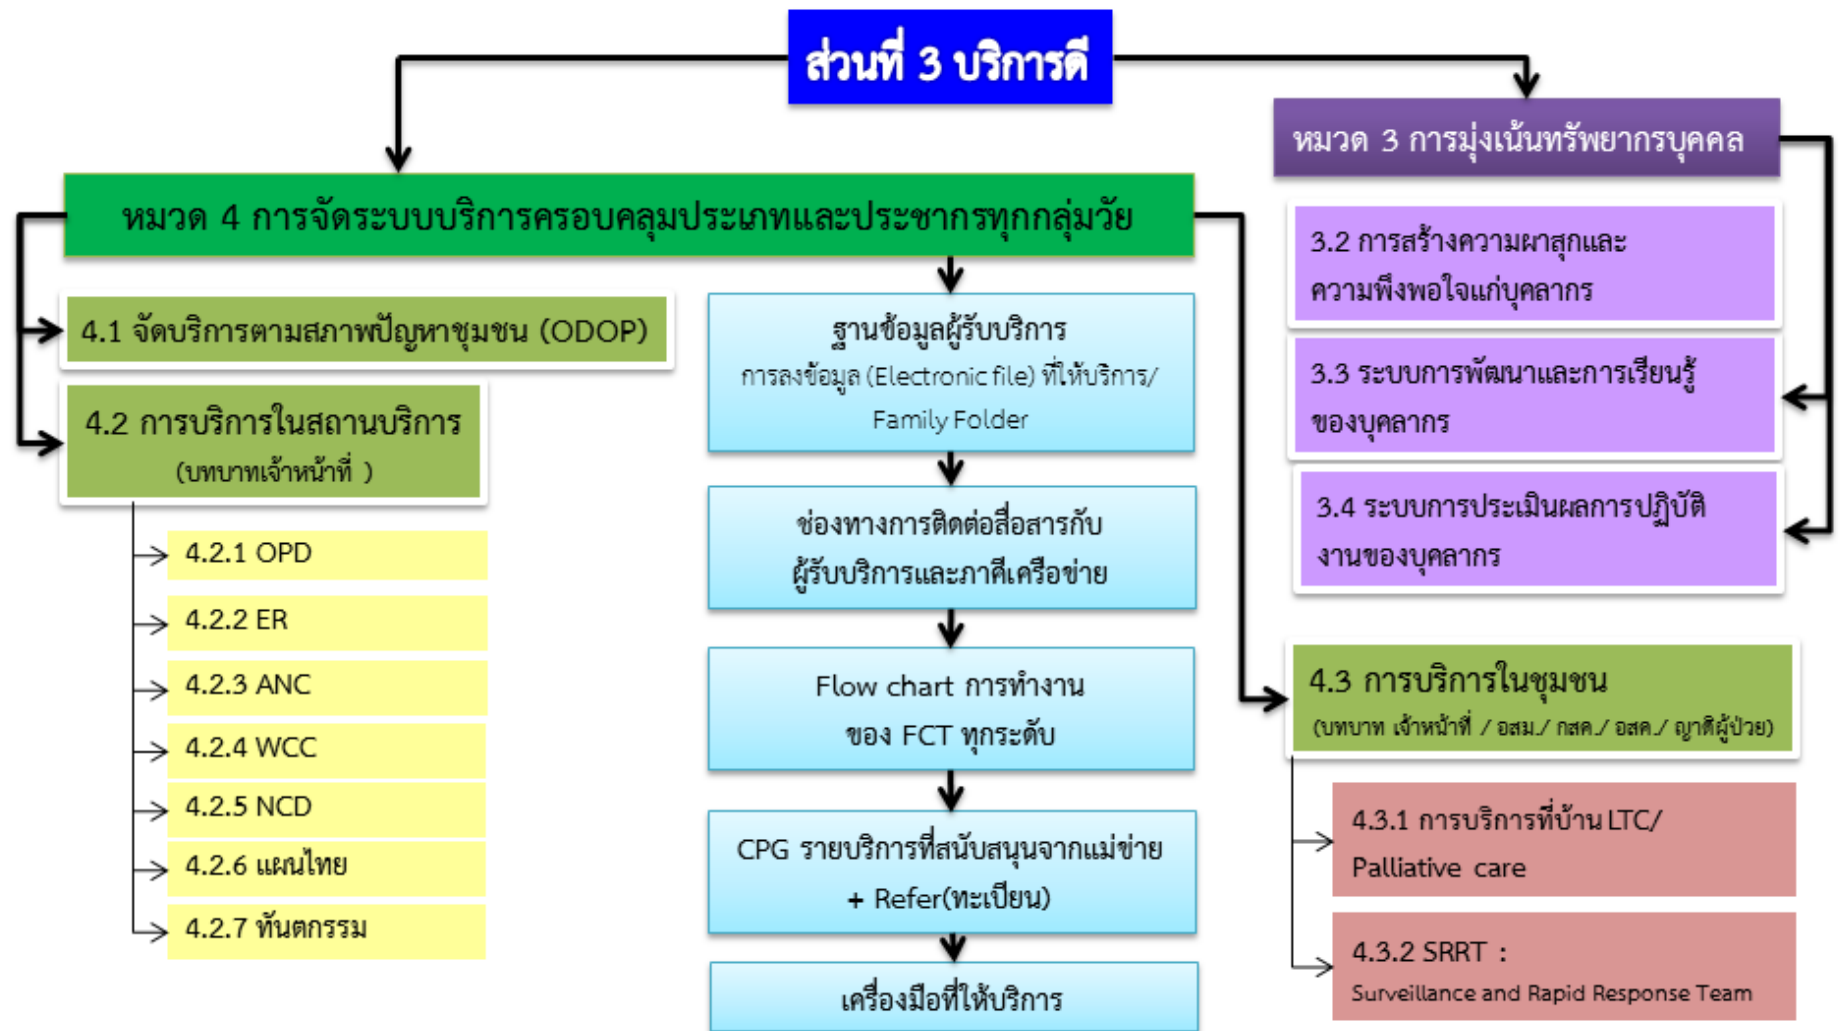 ส่วนที่ 3 บริการดี
หมวด 3 การมุ่งเน้นทรัพยากรบุคคล
3.2 การสร้างความผาสุกและ
ความพึงพอใจแก่บุคลากร
3.3 ระบบการพัฒนาและการเรียนรู้
ของบุคลากร
3.4 ระบบการประเมินผลการปฏิบัติ
งานของบุคลากร
หมวด 4 การจัดระบบบริการครอบคลุมประเภทและประชากรทุกกลุ่มวัย
4.1 จัดบริการตามสภาพปัญหาชุมชน (ODOP)
4.2 การบริการในสถานบริการ
(บทบาทเจ้าหน้าที่ )
4.2.1 OPD
4.2.2 ER
4.2.3 ANC
4.2.4 WCC
4.2.5 NCD
4.2.6 แผนไทย
4.2.7 ทันตกรรม
ฐานข้อมูลผู้รับบริการ
การลงข้อมูล (Electronic file) ที่ให้บริการ/
Family Folder
ช่องทางการติดต่อสื่อสารกับ
ผู้รับบริการและภาคีเครือข่าย
Flow chart การทำงาน
ของ FCT ทุกระดับ
CPG รายบริการที่สนับสนุนจากแม่ข่าย
+ Refer(ทะเบียน)
เครื่องมือที่ให้บริการ
4.3 การบริการในชุมชน
(บทบาท เจ้าหน้าที่ / อสม./ กสค./ อสค./ ญาติผู้ป่วย)
4.3.1 การบริการที่บ้าน LTC/
Palliative care
4.3.2 SRRT :
Surveillance and Rapid Response Team